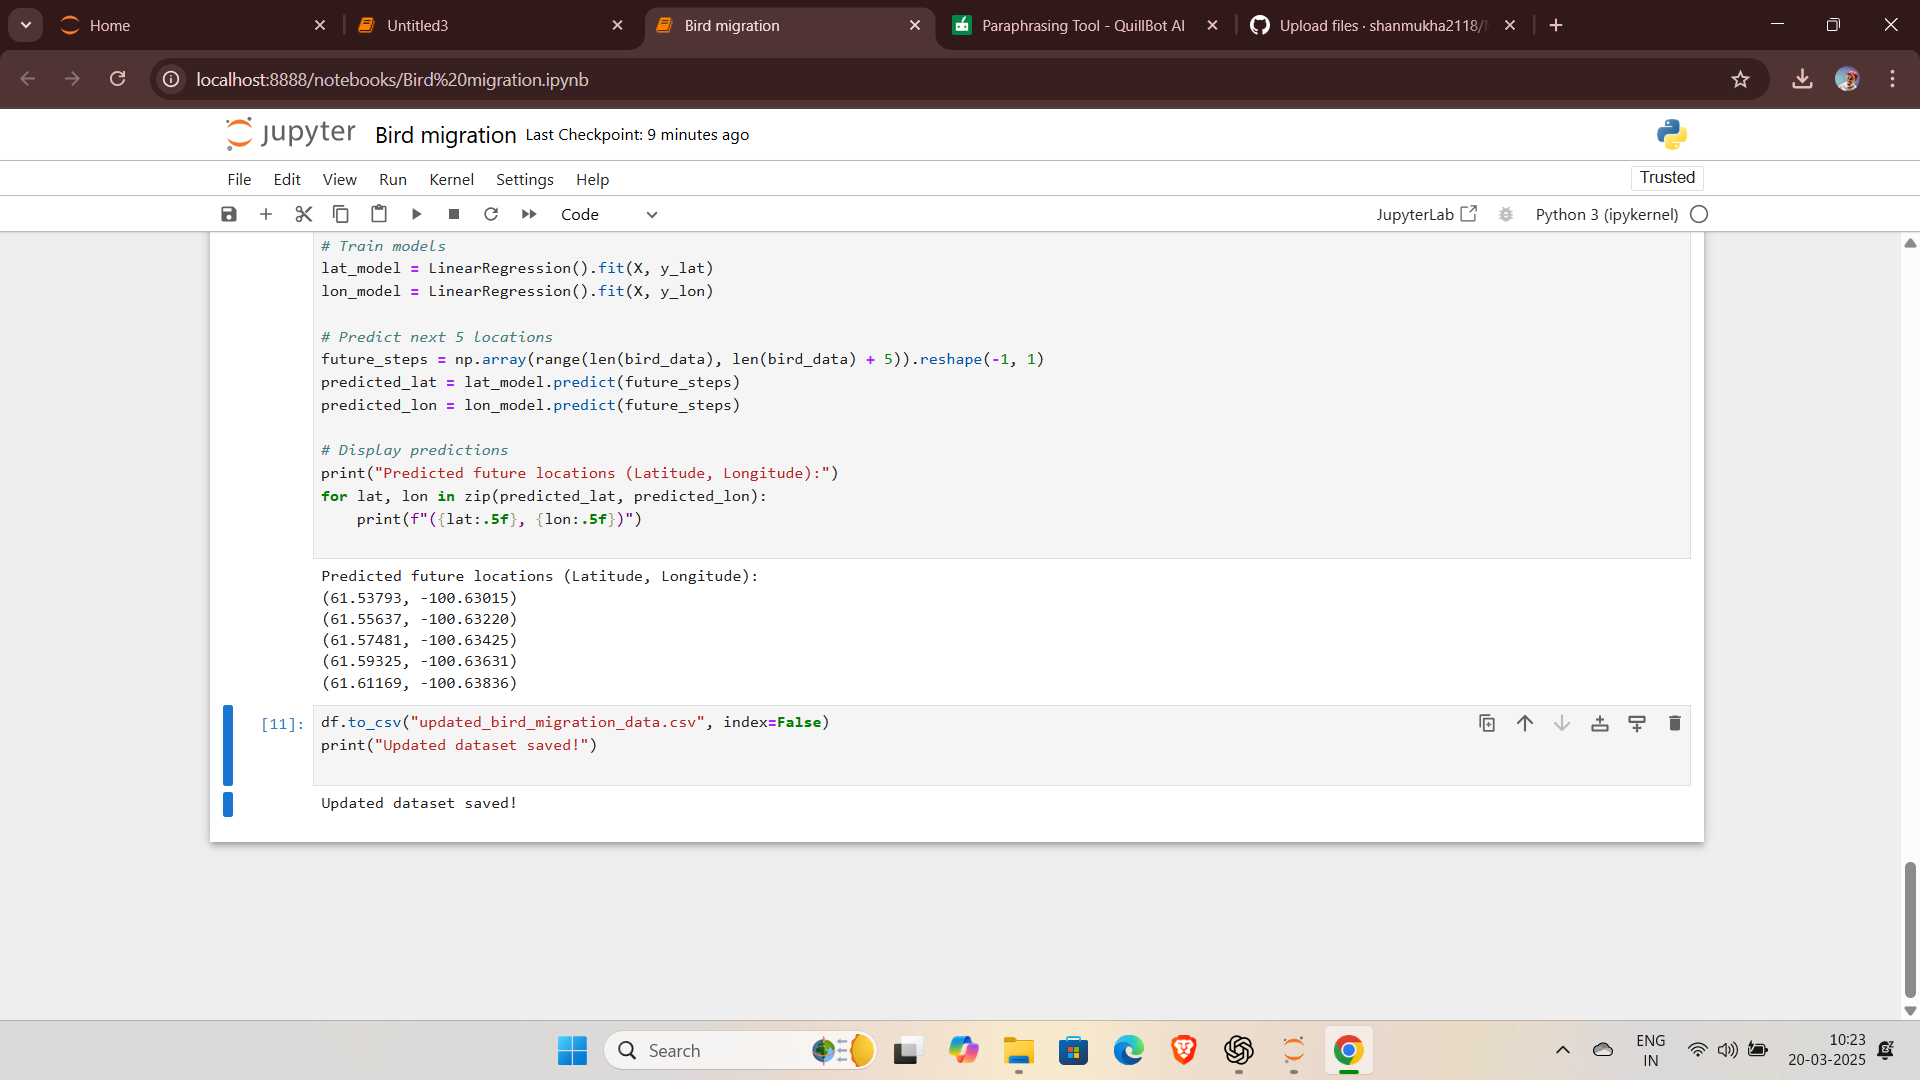 Home
Untitled3
Bird migration
Paraphrasing Tool - QuillBot AI
Upload files · shanmukha2118/
localhost:8888/notebooks/Bird%20migration.ipynb
jupyter
Bird migration
Last Checkpoint: 9 minutes ago
File
Edit
View
Run
Kernel
Settings
Help
Trusted
Code
JupyterLab
Python 3 (ipykernel)
# Train models
lat_model = LinearRegression().fit(X, y_lat)
lon_model = LinearRegression().fit(X, y_lon)
# Predict next 5 locations
future_steps = np.array(range(len(bird_data), len(bird_data) + 5)).reshape(-1, 1)
predicted_lat = lat_model.predict(future_steps)
predicted_lon = lon_model.predict(future_steps)
# Display predictions
print("Predicted future locations (Latitude, Longitude):")
for lat, lon in zip(predicted_lat, predicted_lon):
    print(f"({lat:.5f}, {lon:.5f})")
Predicted future locations (Latitude, Longitude):
(61.53793, -100.63015)
(61.55637, -100.63220)
(61.57481, -100.63425)
(61.59325, -100.63631)
(61.61169, -100.63836)
[11]:
df.to_csv("updated_bird_migration_data.csv", index=False)
print("Updated dataset saved!")
Updated dataset saved!
Search
ENG
IN
10:23
20-03-2025